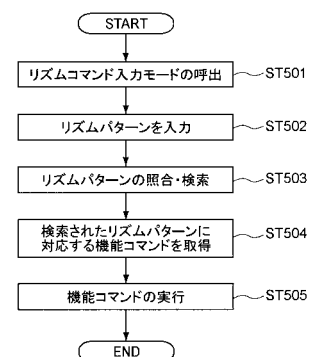 START
リズムコマンド入力モードの呼出
ST501
リズムパターンを入力
ST502
リズムパターンの照合・検索
ST503
検索されたリズムパターンに
対応する機能コマンドを取得
ST504
機能コマンドの実行
ST505
END